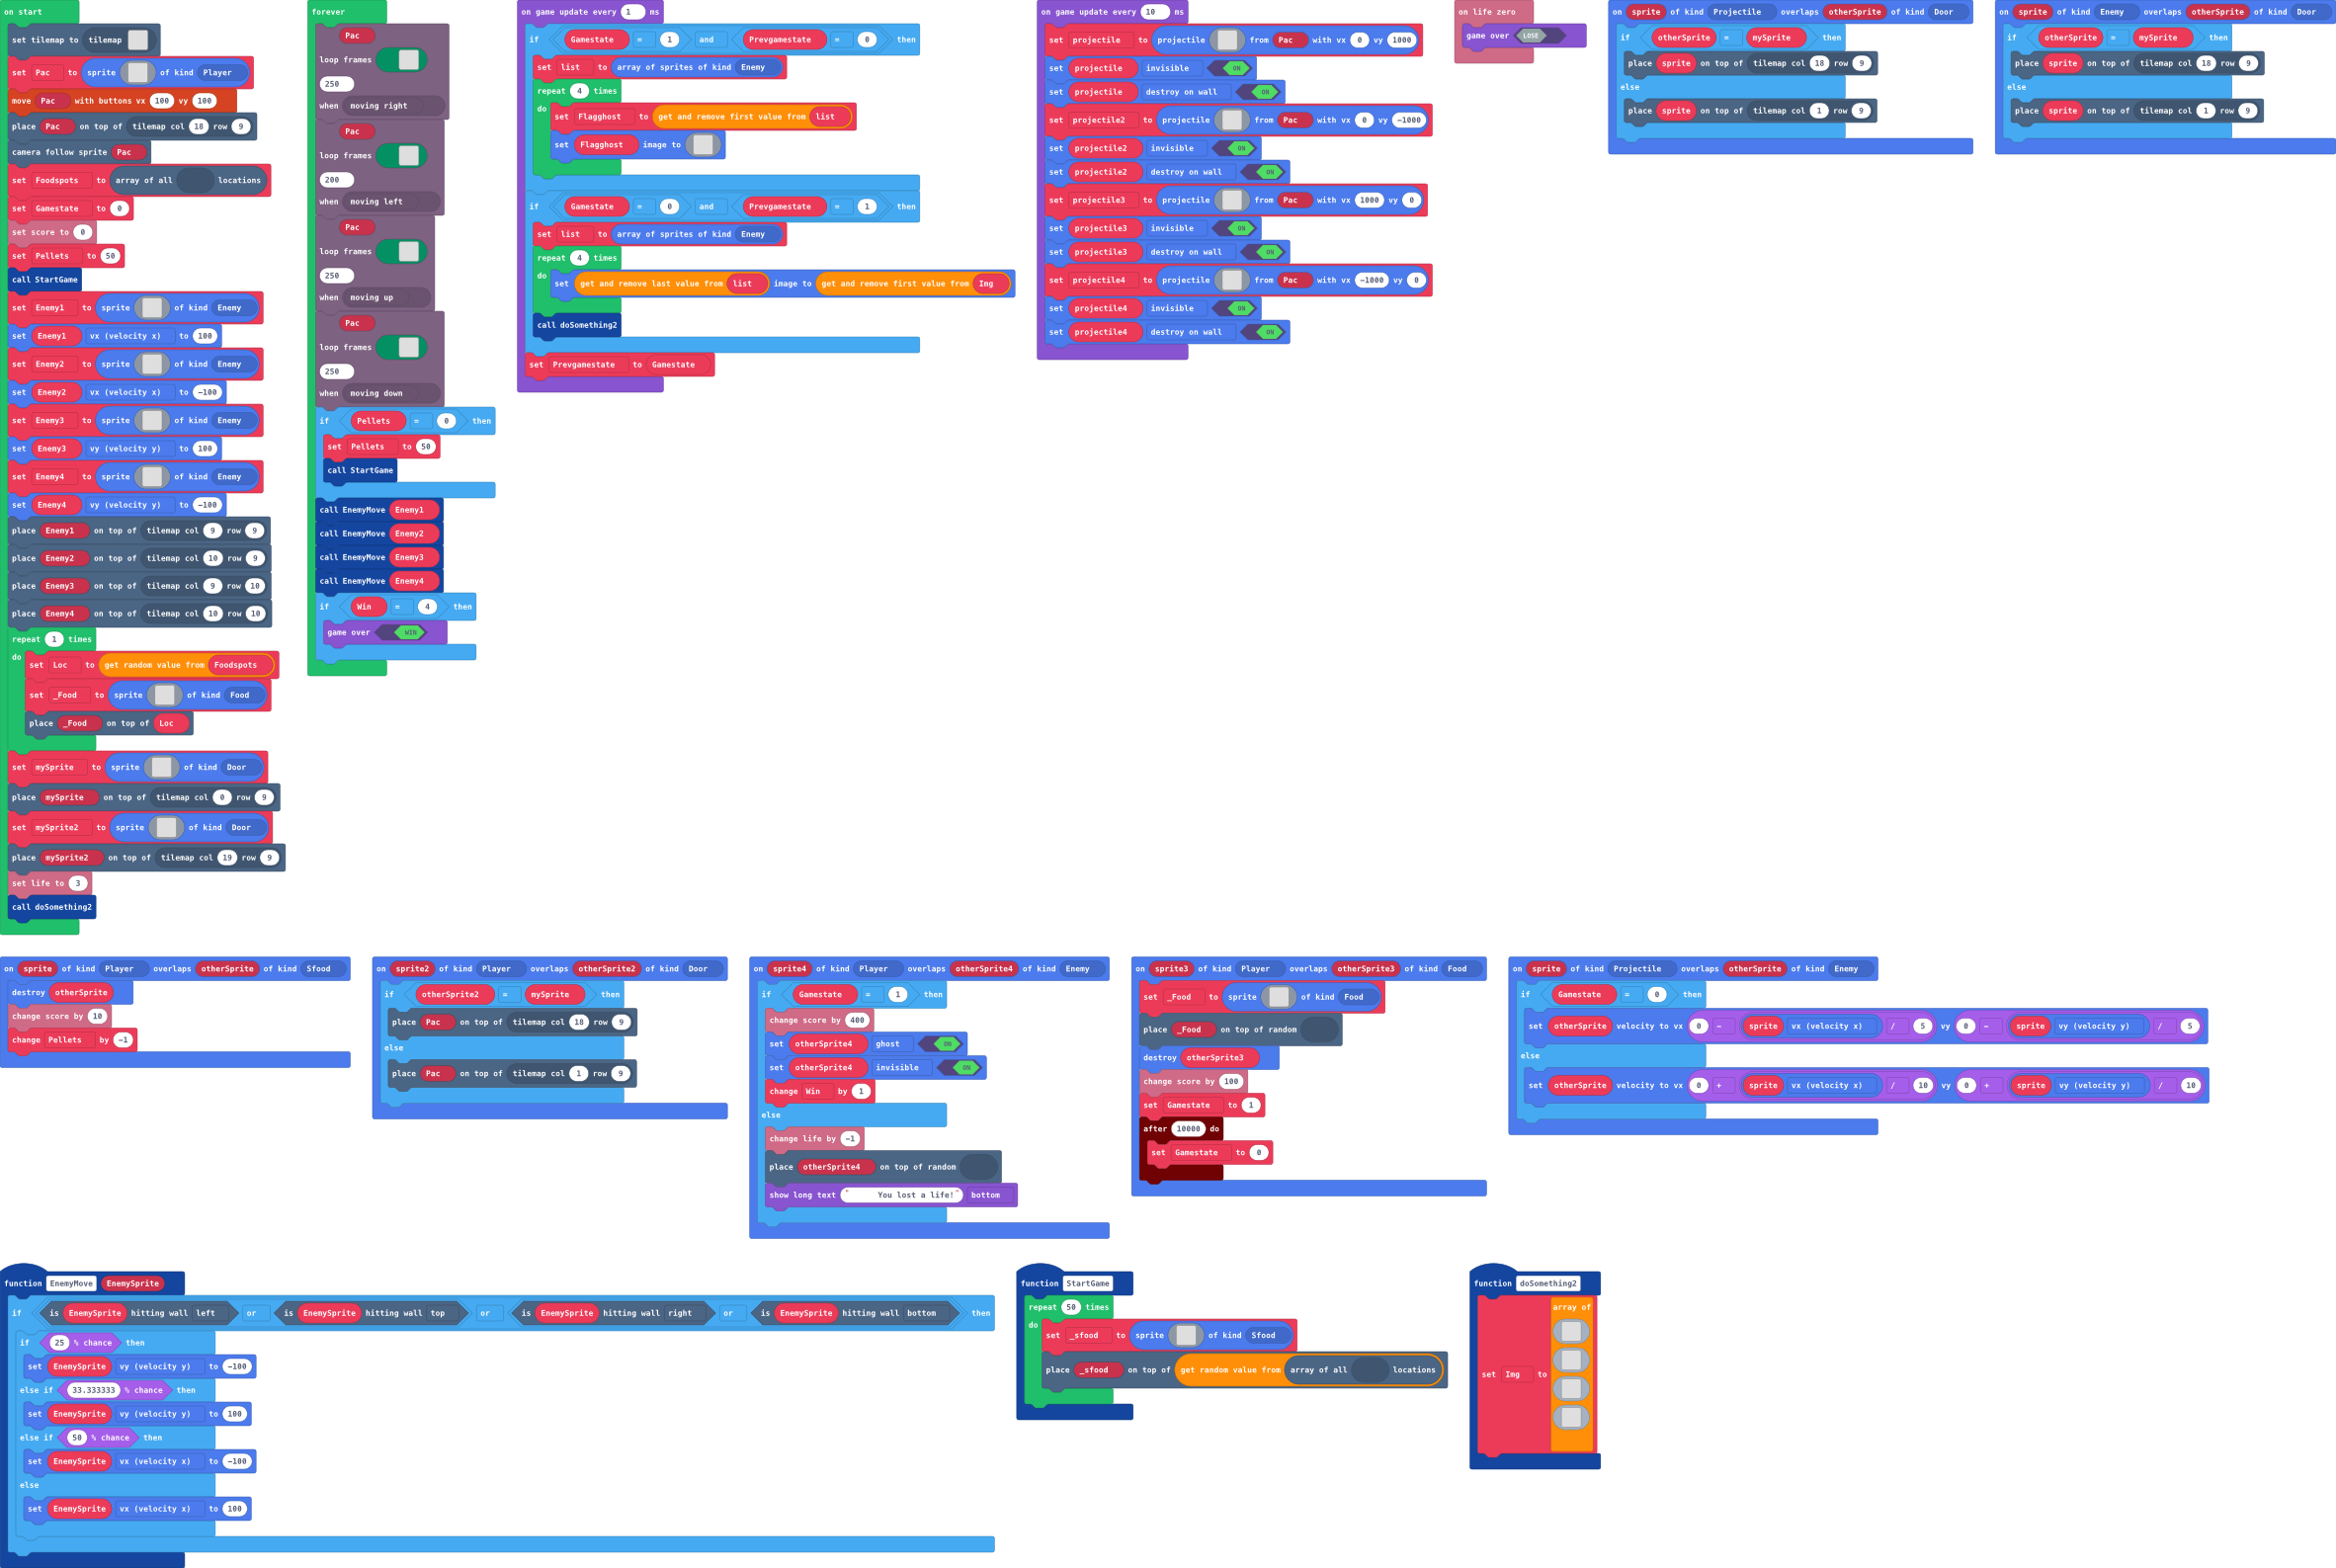 on start
set tilemap to tilemap
set Pac to sprite of kind Player
move Pac with buttons vx 100 vy 100
place Pac on top of tilemap col 18 row 9
camera follow sprite Pac
set Foodspots to array of all locations
set Gamestate to 0
set score to 0
set Pellets to 50
call StartGame
set Enemy1 to sprite of kind Enemy
set Enemy1 vx (velocity x) to 100
set Enemy2 to sprite of kind Enemy
set Enemy2 vx (velocity x) to -100
set Enemy3 to sprite of kind Enemy
set Enemy3 vy (velocity y) to 100
set Enemy4 to sprite of kind Enemy
set Enemy4 vy (velocity y) to -100
place Enemy1 on top of tilemap col 9 row 9
place Enemy2 on top of tilemap col 10 row 9
place Enemy3 on top of tilemap col 9 row 10
place Enemy4 on top of tilemap col 10 row 10
repeat 1 times
do set Loc to get random value from Foodspots
set _Food to sprite of kind Food
place _Food on top of Loc
set mySprite to sprite of kind Door
place mySprite on top of tilemap col 0 row 9
set mySprite2 to sprite of kind Door
place mySprite2 on top of tilemap col 19 row 9
set life to 3
call doSomething2
forever
Pac
loop frames
250
when moving right
Pac
loop frames
200
when moving left
Pac
loop frames
250
when moving up
Pac
loop frames
250
when moving down
if Pellets = 0 then
set Pellets to 50
call StartGame
call EnemyMove Enemy1
call EnemyMove Enemy2
call EnemyMove Enemy3
call EnemyMove Enemy4
if Win = 4 then
game over WIN
on game update every 1 ms
if Gamestate = 1 and Prevgamestate = 0 then
set list to array of sprites of kind Enemy
repeat 4 times
do set Flagghost to get and remove first value from list
set Flagghost image to
if Gamestate = 0 and Prevgamestate = 1 then
set list to array of sprites of kind Enemy
repeat 4 times
do set get and remove last value from list image to get and remove first value from Img
call doSomething2
set Prevgamestate to Gamestate
on game update every 10 ms
set projectile to projectile from Pac with vx 0 vy 1000
set projectile invisible ON
set projectile destroy on wall ON
set projectile2 to projectile from Pac with vx 0 vy -1000
set projectile2 invisible ON
set projectile2 destroy on wall ON
set projectile3 to projectile from Pac with vx 1000 vy 0
set projectile3 invisible ON
set projectile3 destroy on wall ON
set projectile4 to projectile from Pac with vx -1000 vy 0
set projectile4 invisible ON
set projectile4 destroy on wall ON
on life zero
game over LOSE
on sprite of kind Projectile overlaps otherSprite of kind Door
if otherSprite = mySprite then
place sprite on top of tilemap col 18 row 9
else
place sprite on top of tilemap col 1 row 9
on sprite of kind Enemy overlaps otherSprite of kind Door
if otherSprite = mySprite then
place sprite on top of tilemap col 18 row 9
else
place sprite on top of tilemap col 1 row 9
on sprite of kind Player overlaps otherSprite of kind Sfood
destroy otherSprite
change score by 10
change Pellets by -1
on sprite2 of kind Player overlaps otherSprite2 of kind Door
if otherSprite2 = mySprite then
place Pac on top of tilemap col 18 row 9
else
place Pac on top of tilemap col 1 row 9
on sprite4 of kind Player overlaps otherSprite4 of kind Enemy
if Gamestate = 1 then
change score by 400
set otherSprite4 ghost ON
set otherSprite4 invisible ON
change Win by 1
else
change life by -1
place otherSprite4 on top of random
show long text " You lost a life!" bottom
on sprite3 of kind Player overlaps otherSprite3 of kind Food
set _Food to sprite of kind Food
place _Food on top of random
destroy otherSprite3
change score by 100
set Gamestate to 1
after 10000 do
set Gamestate to 0
on sprite of kind Projectile overlaps otherSprite of kind Enemy
if Gamestate = 0 then
set otherSprite velocity to vx 0 - sprite vx (velocity x) / 5 vy 0 - sprite vy (velocity y) / 5
else
set otherSprite velocity to vx 0 + sprite vx (velocity x) / 10 vy 0 + sprite vy (velocity y) / 10
function EnemyMove EnemySprite
if is EnemySprite hitting wall left or is EnemySprite hitting wall top or is EnemySprite hitting wall right or is EnemySprite hitting wall bottom then
if 25 % chance then
set EnemySprite vy (velocity y) to -100
else if 33.333333 % chance then
set EnemySprite vy (velocity y) to 100
else if 50 % chance then
set EnemySprite vx (velocity x) to -100
else
set EnemySprite vx (velocity x) to 100
function StartGame
repeat 50 times
do set _sfood to sprite of kind Sfood
place _sfood on top of get random value from array of all locations
function doSomething2
array of
set Img to